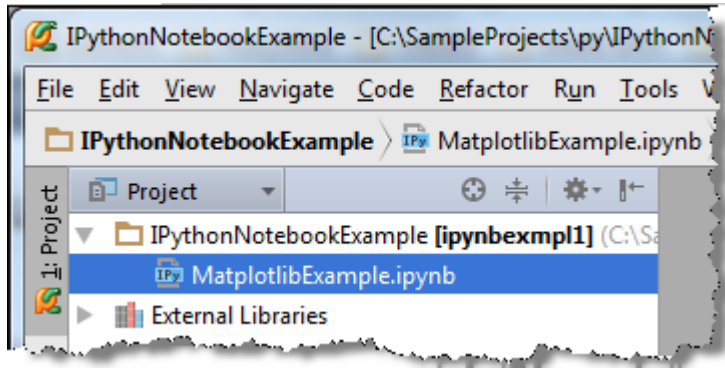 IPythonNotebookExample - [C:\SampleProjects\py\IPythonN
File Edit View Navigate Code Refactor Run Tools
IPythonNotebookExample MatplotlibExample.ipynb
1: Project
Project
IPythonNotebookExample [ipynbexmpl1] (C:\Sa
IPy MatplotlibExample.ipynb
External Libraries